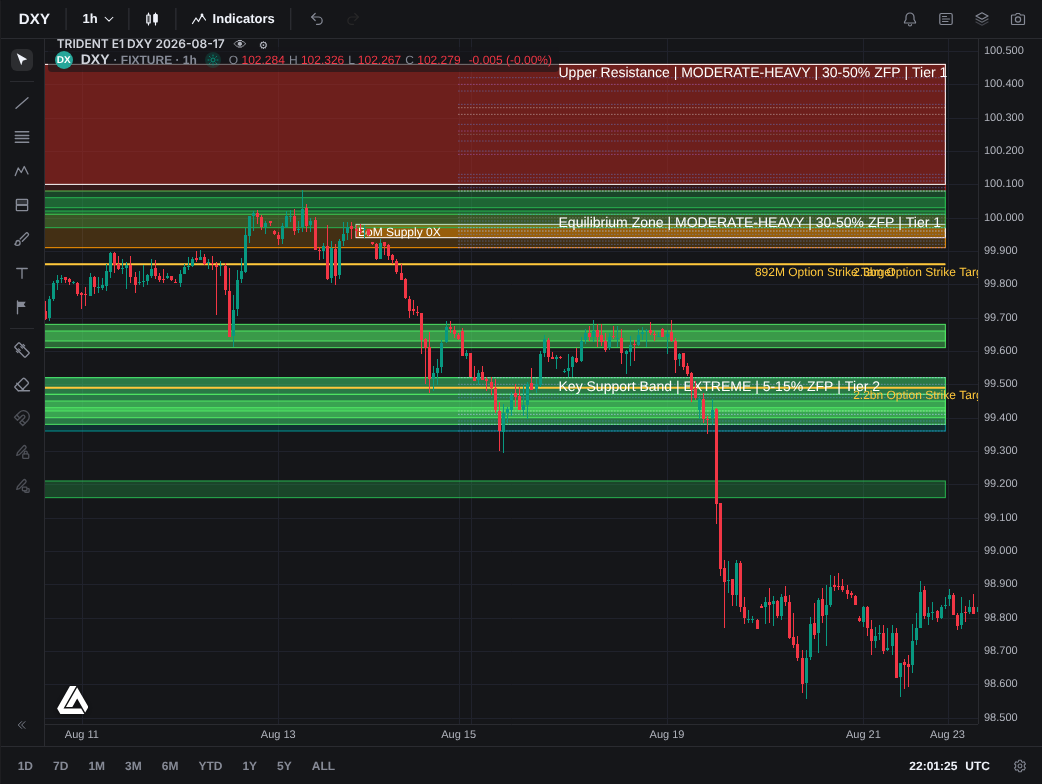 DXY 1h Indicators
TRIDENT E1 DXY 2026-08-17
DX DXY · FIXTURE · 1h O 102.284 H 102.326 L 102.267 C 102.279 -0.005 (-0.00%)
Upper Resistance | MODERATE-HEAVY | 30-50% ZFP | Tier 1
Equilibrium Zone | MODERATE-HEAVY | 30-50% ZFP | Tier 1
EoM Supply 0X
892M Option Strike Target
Option Strike Targ
Key Support Band | EXTREME | 5-15% ZFP | Tier 2
2.2bn Option Strike Targ
100.500
100.400
100.300
100.200
100.100
100.000
99.900
99.800
99.700
99.600
99.500
99.400
99.300
99.200
99.100
99.000
98.900
98.800
98.700
98.600
98.500
Aug 11 Aug 13 Aug 15 Aug 19 Aug 21 Aug 23
1D 7D 1M 3M 6M YTD 1Y 5Y ALL 22:01:25 UTC